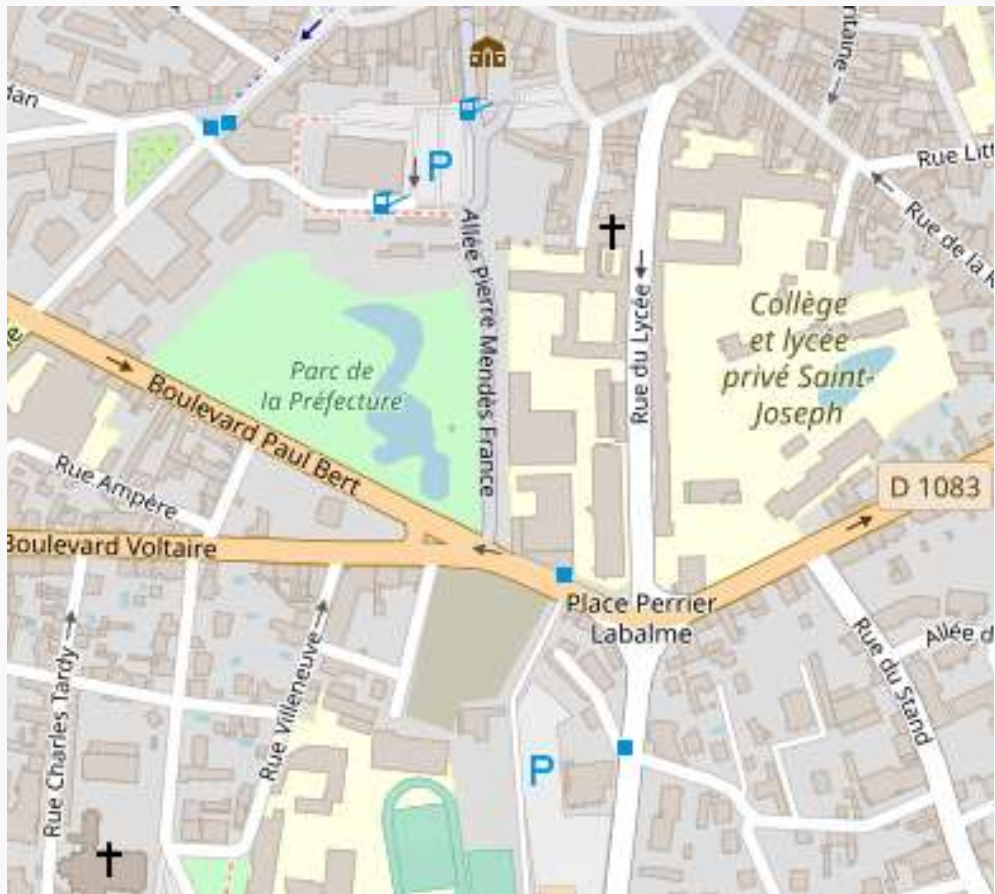 P
Allée Pierre Mendès France
Rue du Lycée
Rue de la
Collège
et lycée
privé Saint-
Joseph
Parc de
la Préfecture
Boulevard Paul Bert
Rue Ampère
Boulevard Voltaire
D 1083
Place Perrier
Labalme
Rue du Stand
Rue Villeneuve
Rue Charles Tardy
Allée d
P